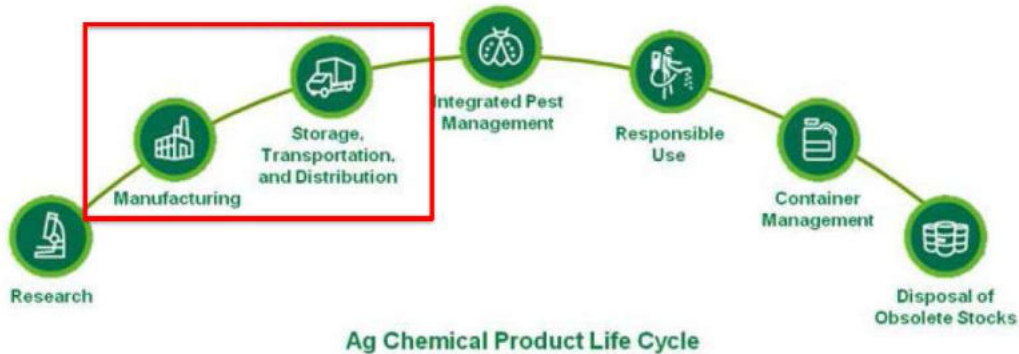 Research
Manufacturing
Storage,
Transportation,
and Distribution
Integrated Pest
Management
Responsible
Use
Container
Management
Disposal of
Obsolete Stocks
Ag Chemical Product Life Cycle